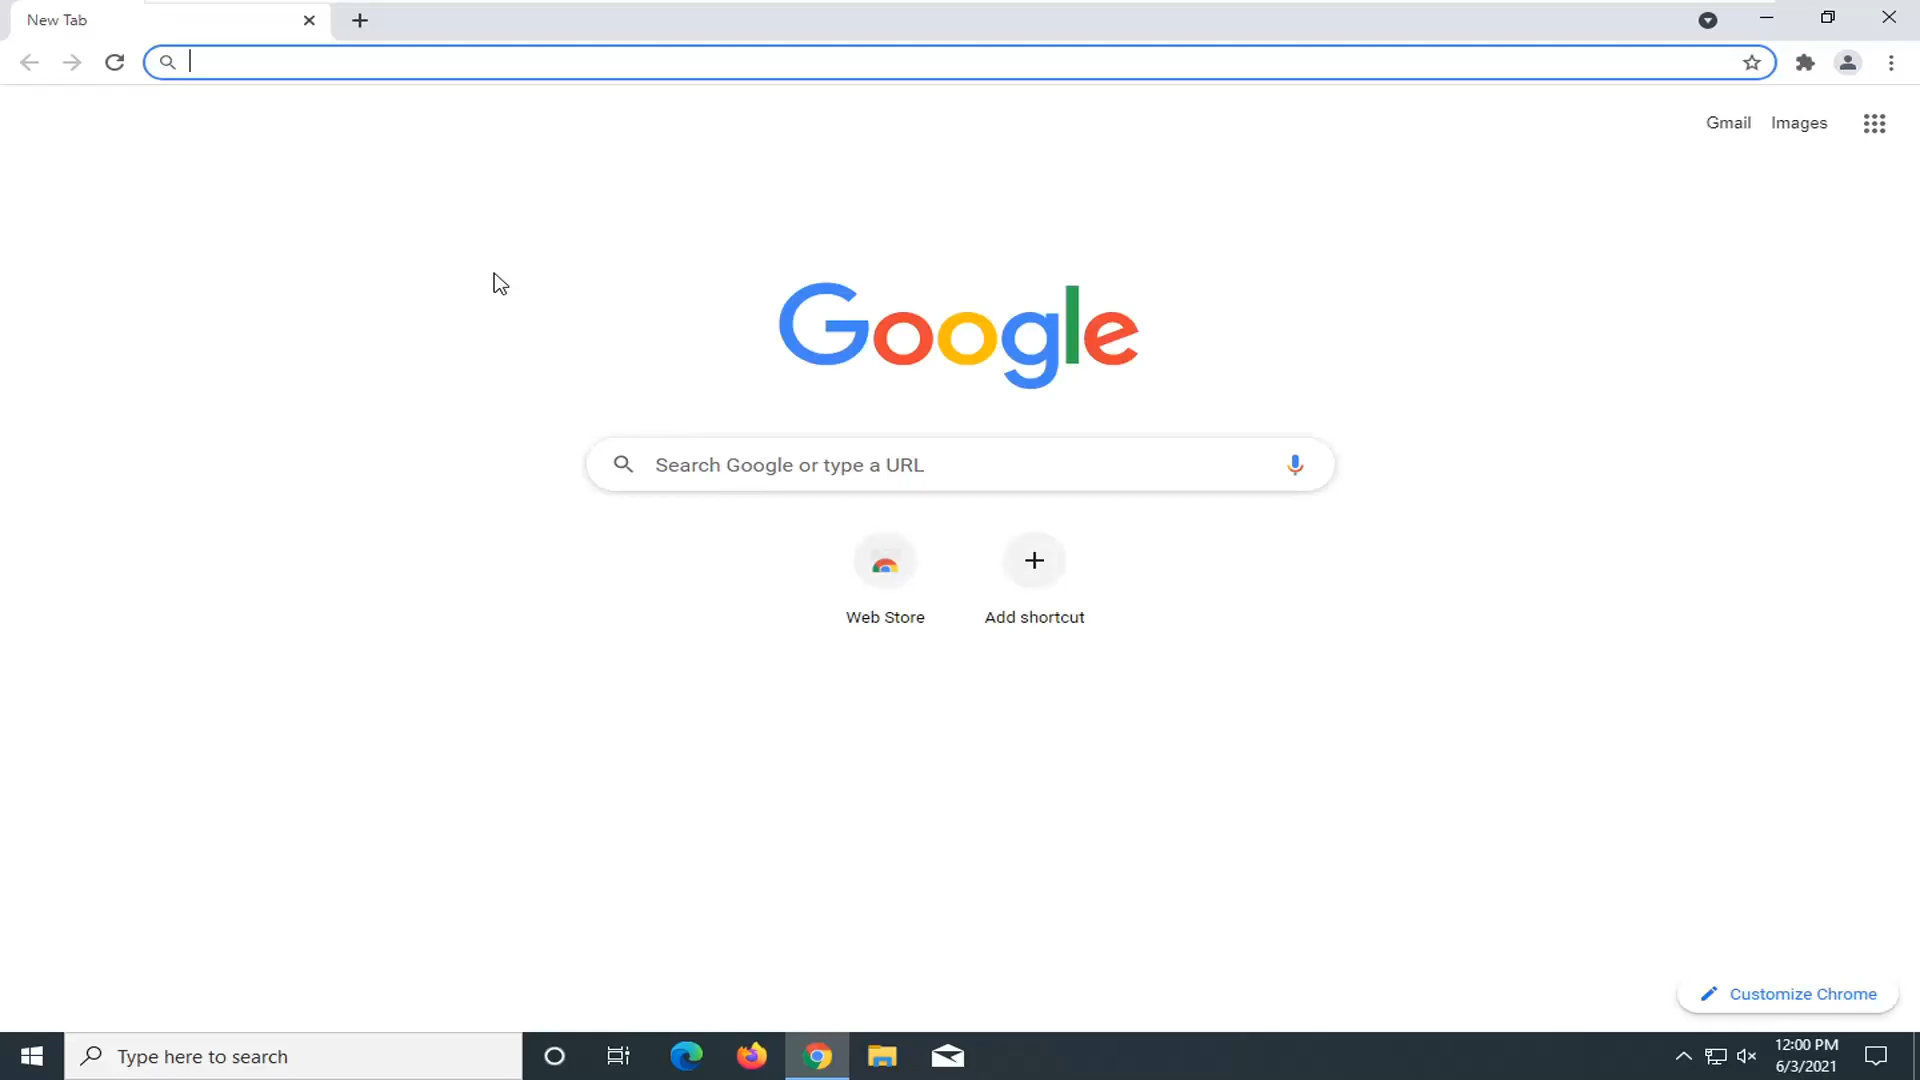 New Tab
Gmail Images
Google
Search Google or type a URL
Web Store Add shortcut
Customize Chrome
Type here to search
12:00 PM
6/3/2021